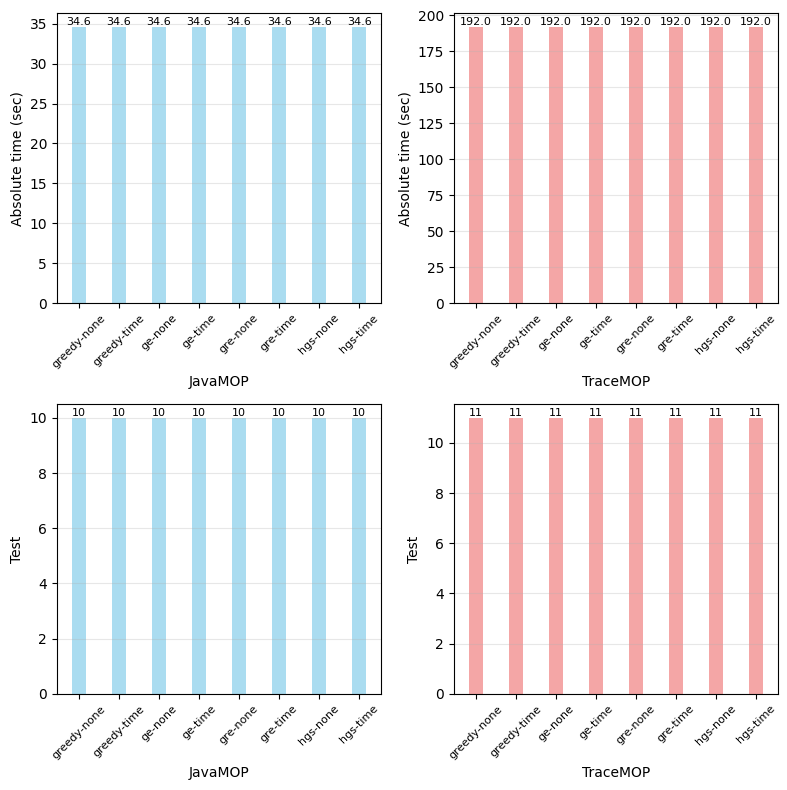 Absolute time (sec)
35
30
25
20
15
10
5
0
34.6 34.6 34.6 34.6 34.6 34.6 34.6 34.6
greedy-none greedy-time ge-none ge-time gre-none gre-time hgs-none hgs-time
JavaMOP
Absolute time (sec)
200
175
150
125
100
75
50
25
0
192.0 192.0 192.0 192.0 192.0 192.0 192.0 192.0
greedy-none greedy-time ge-none ge-time gre-none gre-time hgs-none hgs-time
TraceMOP
Test
10
8
6
4
2
0
10 10 10 10 10 10 10 10
greedy-none greedy-time ge-none ge-time gre-none gre-time hgs-none hgs-time
JavaMOP
Test
10
8
6
4
2
0
11 11 11 11 11 11 11 11
greedy-none greedy-time ge-none ge-time gre-none gre-time hgs-none hgs-time
TraceMOP